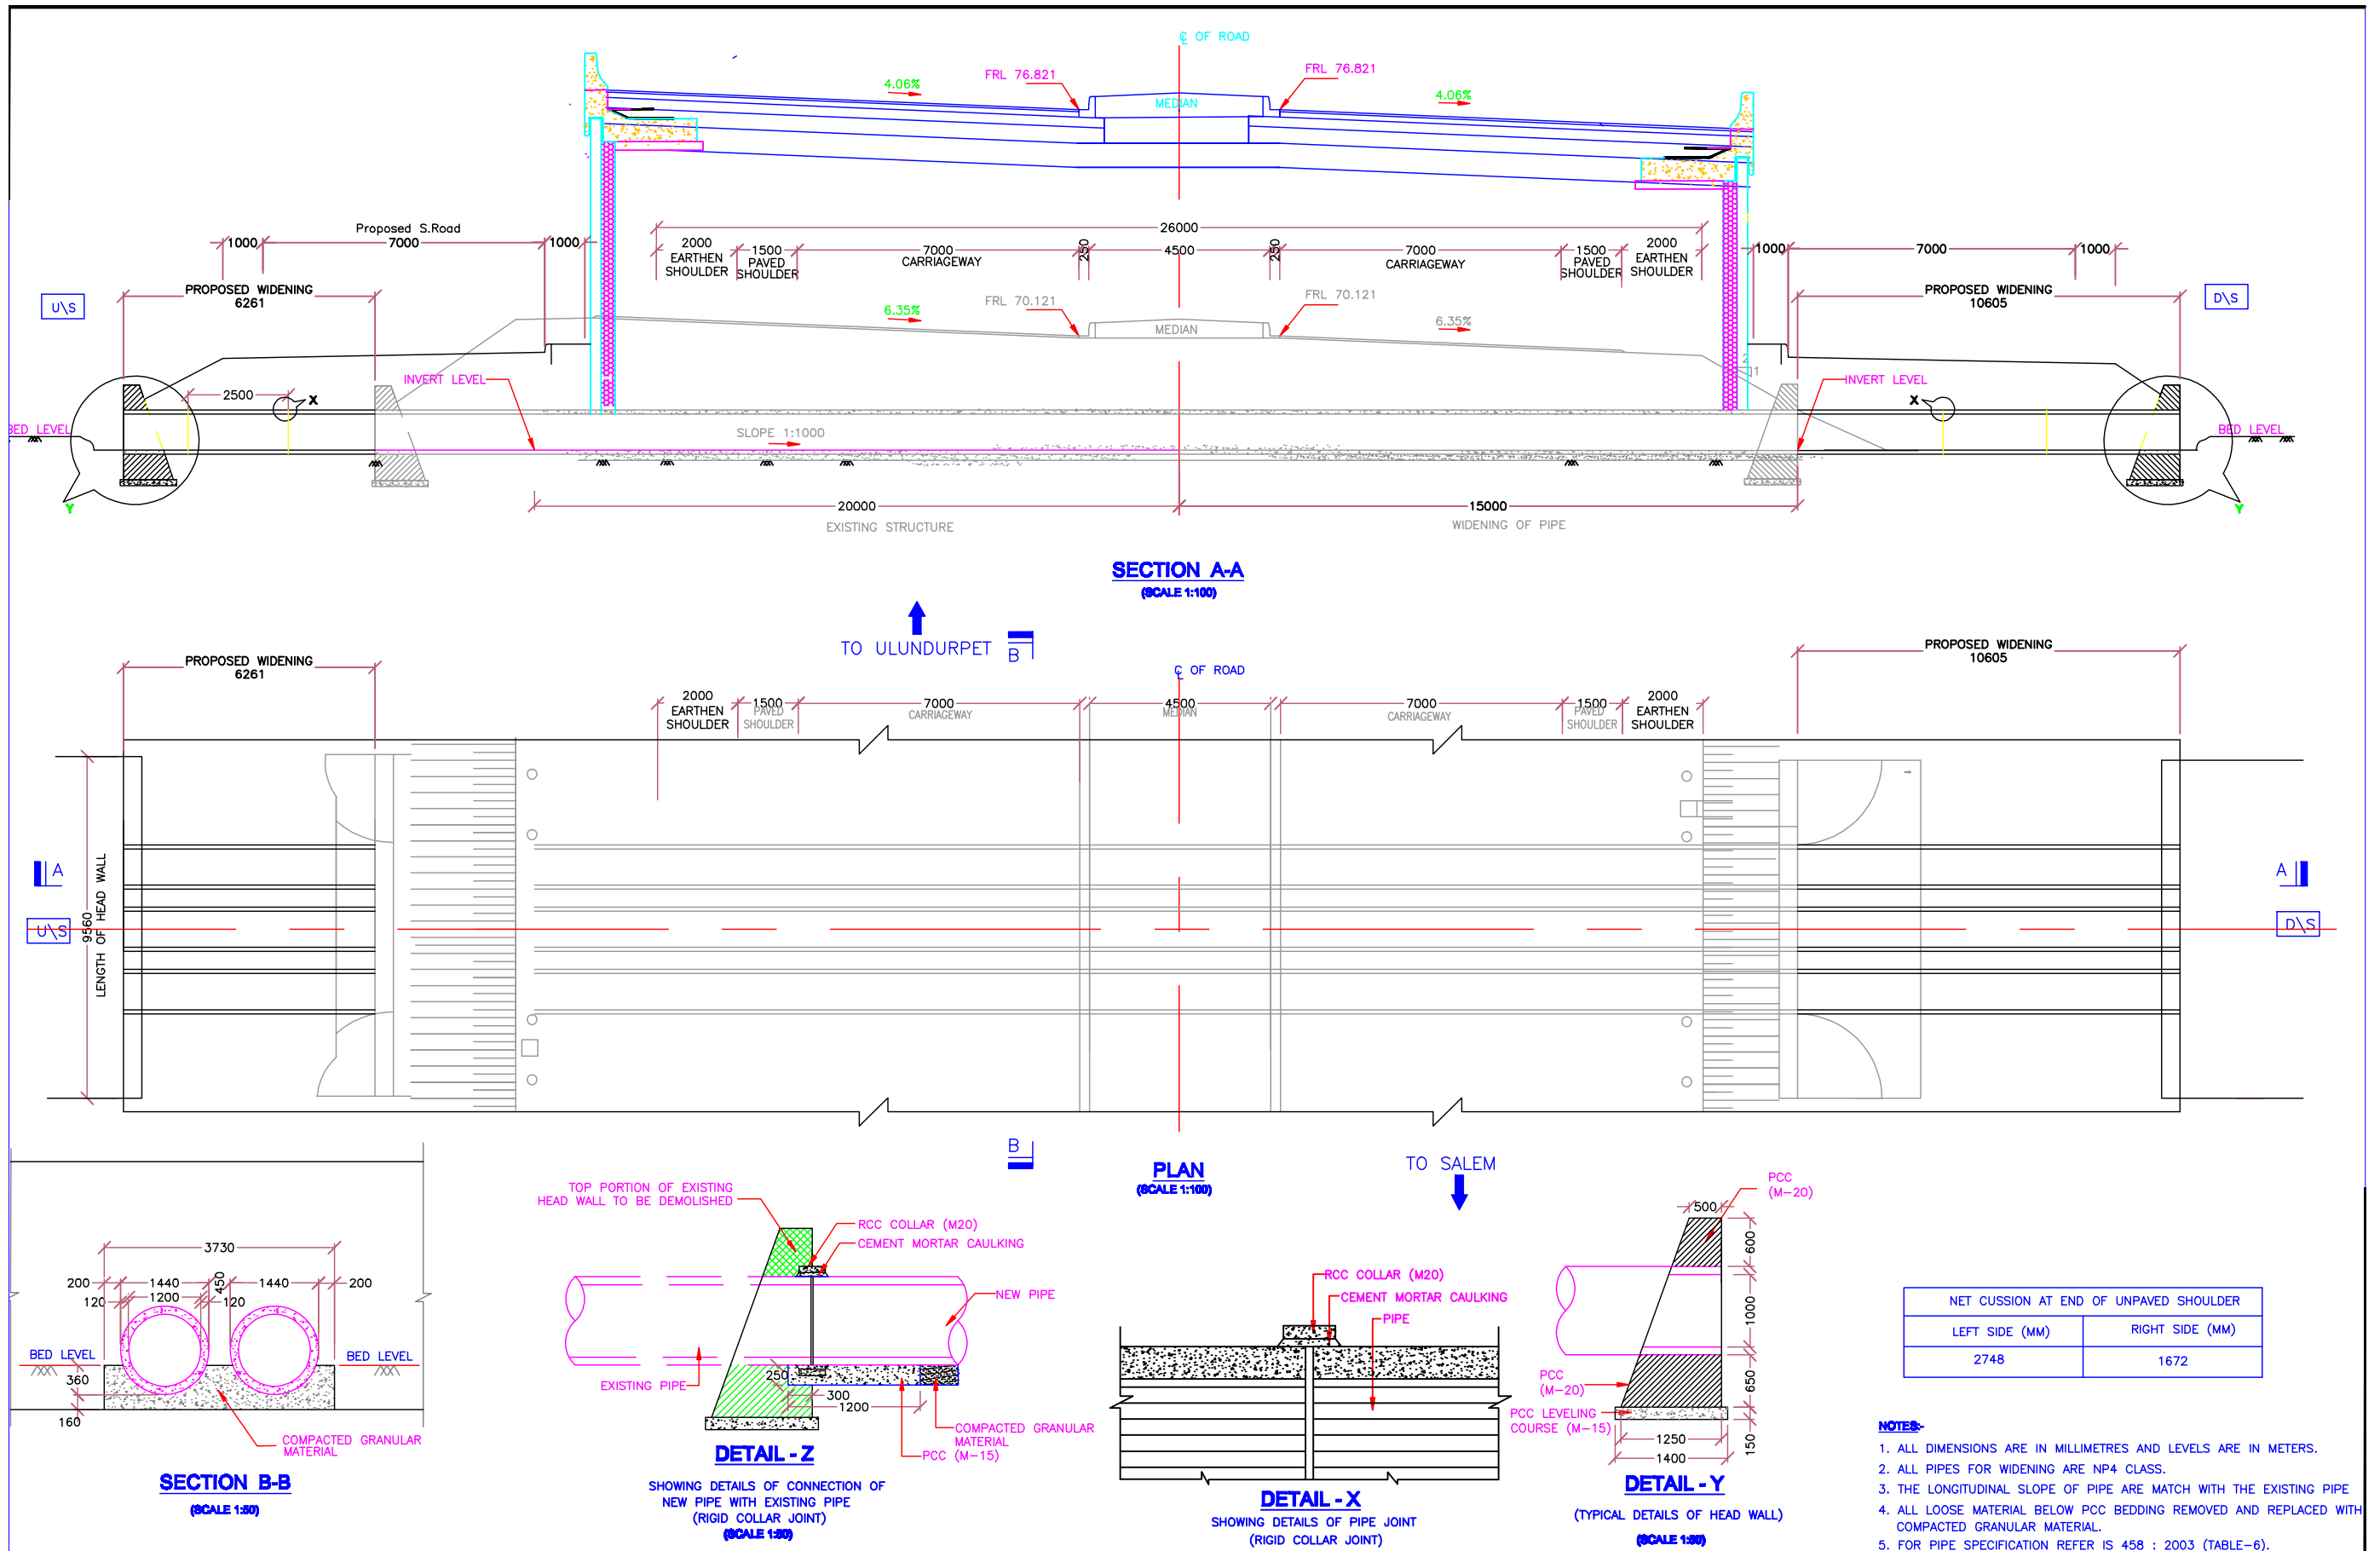 ℄ OF ROAD
FRL 76.821
FRL 76.821
4.06%
4.06%
MEDIAN
Proposed S.Road
1000
7000
1000
26000
2000
EARTHEN
SHOULDER
1500
PAVED
SHOULDER
7000
CARRIAGEWAY
250
4500
250
7000
CARRIAGEWAY
1500
PAVED
SHOULDER
2000
EARTHEN
SHOULDER
1000
7000
1000
U\S
PROPOSED WIDENING
6261
PROPOSED WIDENING
10605
D\S
6.35%
FRL 70.121
FRL 70.121
6.35%
MEDIAN
2
1
INVERT LEVEL
INVERT LEVEL
2500
X
X
BED LEVEL
BED LEVEL
SLOPE 1:1000
Y
Y
20000
15000
EXISTING STRUCTURE
WIDENING OF PIPE
SECTION A-A
(SCALE 1:100)
TO ULUNDURPET
B
PROPOSED WIDENING
6261
℄ OF ROAD
PROPOSED WIDENING
10605
2000
EARTHEN
SHOULDER
1500
PAVED
SHOULDER
7000
CARRIAGEWAY
4500
MEDIAN
7000
CARRIAGEWAY
1500
PAVED
SHOULDER
2000
EARTHEN
SHOULDER
A
A
U\S
D\S
9560
LENGTH OF HEAD WALL
B
PLAN
(SCALE 1:100)
TO SALEM
3730
200
1440
450
1440
200
120
1200
120
BED LEVEL
BED LEVEL
360
160
COMPACTED GRANULAR
MATERIAL
SECTION B-B
(SCALE 1:50)
TOP PORTION OF EXISTING
HEAD WALL TO BE DEMOLISHED
RCC COLLAR (M20)
CEMENT MORTAR CAULKING
NEW PIPE
EXISTING PIPE
250
300
1200
COMPACTED GRANULAR
MATERIAL
PCC (M-15)
DETAIL - Z
SHOWING DETAILS OF CONNECTION OF
NEW PIPE WITH EXISTING PIPE
(RIGID COLLAR JOINT)
(SCALE 1:50)
RCC COLLAR (M20)
CEMENT MORTAR CAULKING
PIPE
DETAIL - X
SHOWING DETAILS OF PIPE JOINT
(RIGID COLLAR JOINT)
PCC
(M-20)
500
600
1000
650
150
PCC
(M-20)
PCC LEVELING
COURSE (M-15)
1250
1400
DETAIL - Y
(TYPICAL DETAILS OF HEAD WALL)
(SCALE 1:50)
NET CUSSION AT END OF UNPAVED SHOULDER
LEFT SIDE (MM)
RIGHT SIDE (MM)
2748
1672
NOTES:-
1. ALL DIMENSIONS ARE IN MILLIMETRES AND LEVELS ARE IN METERS.
2. ALL PIPES FOR WIDENING ARE NP4 CLASS.
3. THE LONGITUDINAL SLOPE OF PIPE ARE MATCH WITH THE EXISTING PIPE
4. ALL LOOSE MATERIAL BELOW PCC BEDDING REMOVED AND REPLACED WITH
COMPACTED GRANULAR MATERIAL.
5. FOR PIPE SPECIFICATION REFER IS 458 : 2003 (TABLE-6).